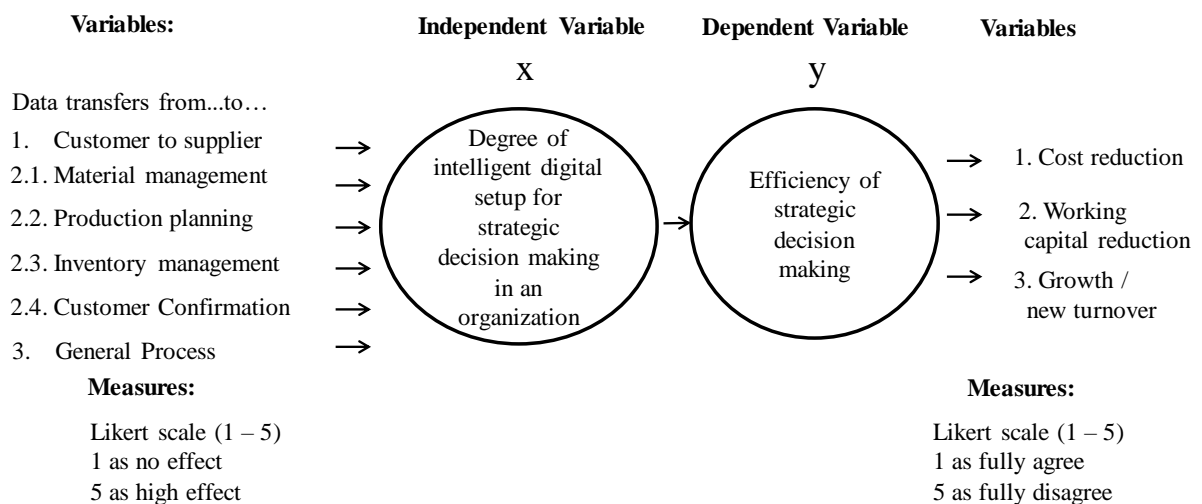 Variables:
Independent Variable
Dependent Variable
Variables
x
y
Data transfers from...to…
1. Customer to supplier
2.1. Material management
2.2. Production planning
2.3. Inventory management
2.4. Customer Confirmation
3. General Process
Measures:
Likert scale (1 – 5)
1 as no effect
5 as high effect
Degree of
intelligent digital
setup for
strategic
decision making
in an
organization
Efficiency of
strategic
decision
making
1. Cost reduction
2. Working
capital reduction
3. Growth /
new turnover
Measures:
Likert scale (1 – 5)
1 as fully agree
5 as fully disagree